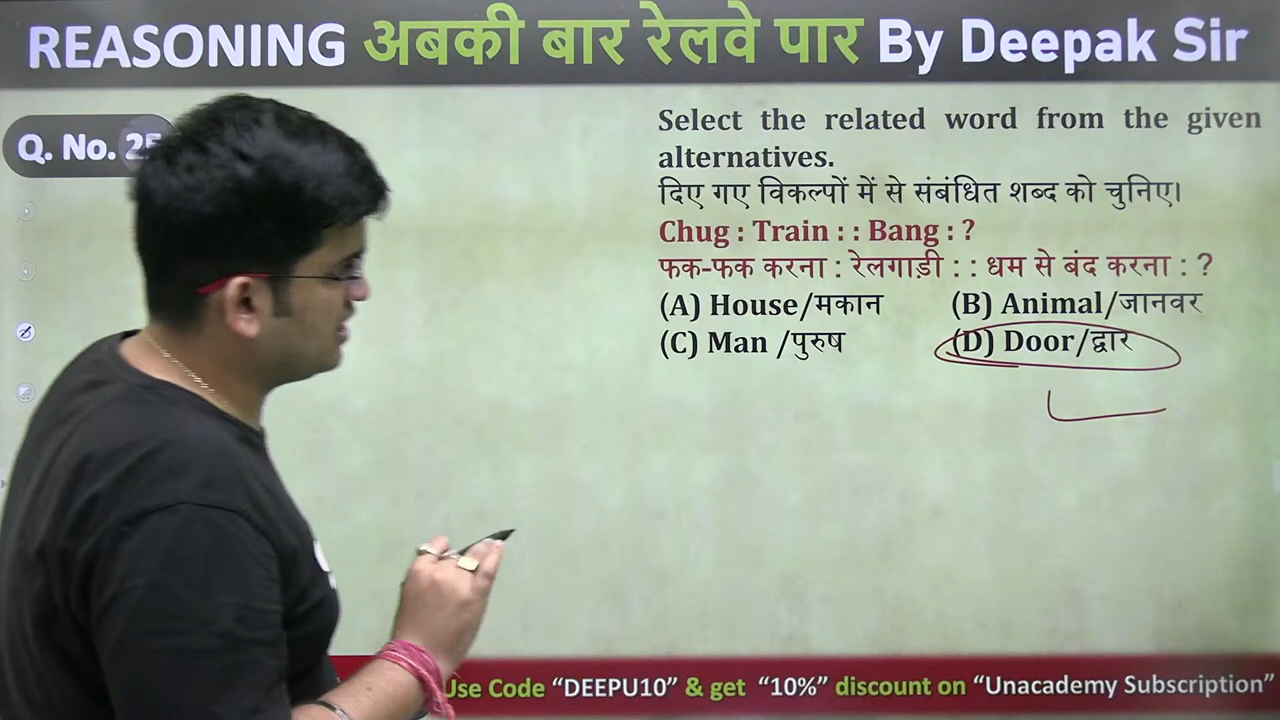 REASONING अबकी बार रेलवे पार By Deepak Sir
Q. No. 25
Select the related word from the given
alternatives.
दिए गए विकल्पों में से संबंधित शब्द को चुनिए।
Chug : Train : : Bang : ?
फक-फक करना : रेलगाड़ी : : धम से बंद करना : ?
(A) House/मकान (B) Animal/जानवर
(C) Man /पुरुष (D) Door/द्वार
Use Code “DEEPU10” & get “10%” discount on “Unacademy Subscription”